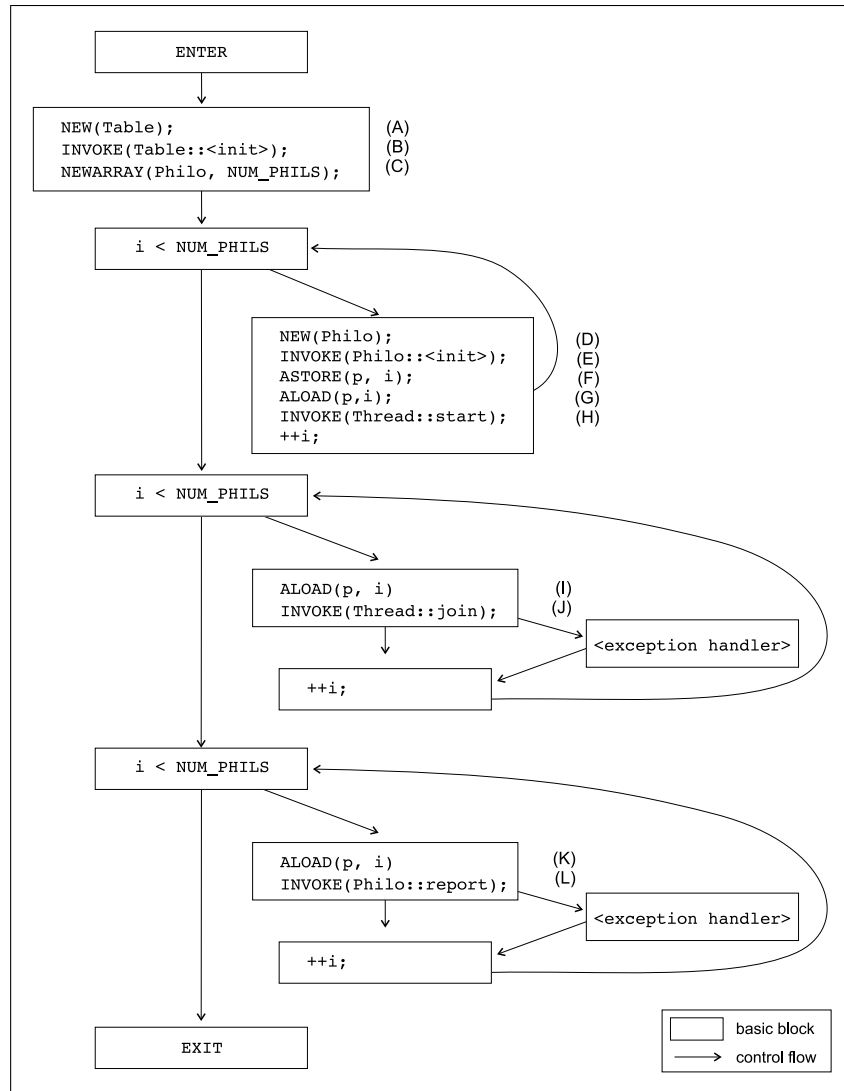 ENTER
NEW(Table); (A)
INVOKE(Table::<init>); (B)
NEWARRAY(Philo, NUM_PHILS); (C)
i < NUM_PHILS
NEW(Philo); (D)
INVOKE(Philo::<init>); (E)
ASTORE(p, i); (F)
ALOAD(p,i); (G)
INVOKE(Thread::start); (H)
++i;
i < NUM_PHILS
ALOAD(p, i) (I)
INVOKE(Thread::join); (J)
<exception handler>
++i;
i < NUM_PHILS
ALOAD(p, i) (K)
INVOKE(Philo::report); (L)
<exception handler>
++i;
EXIT
basic block
control flow